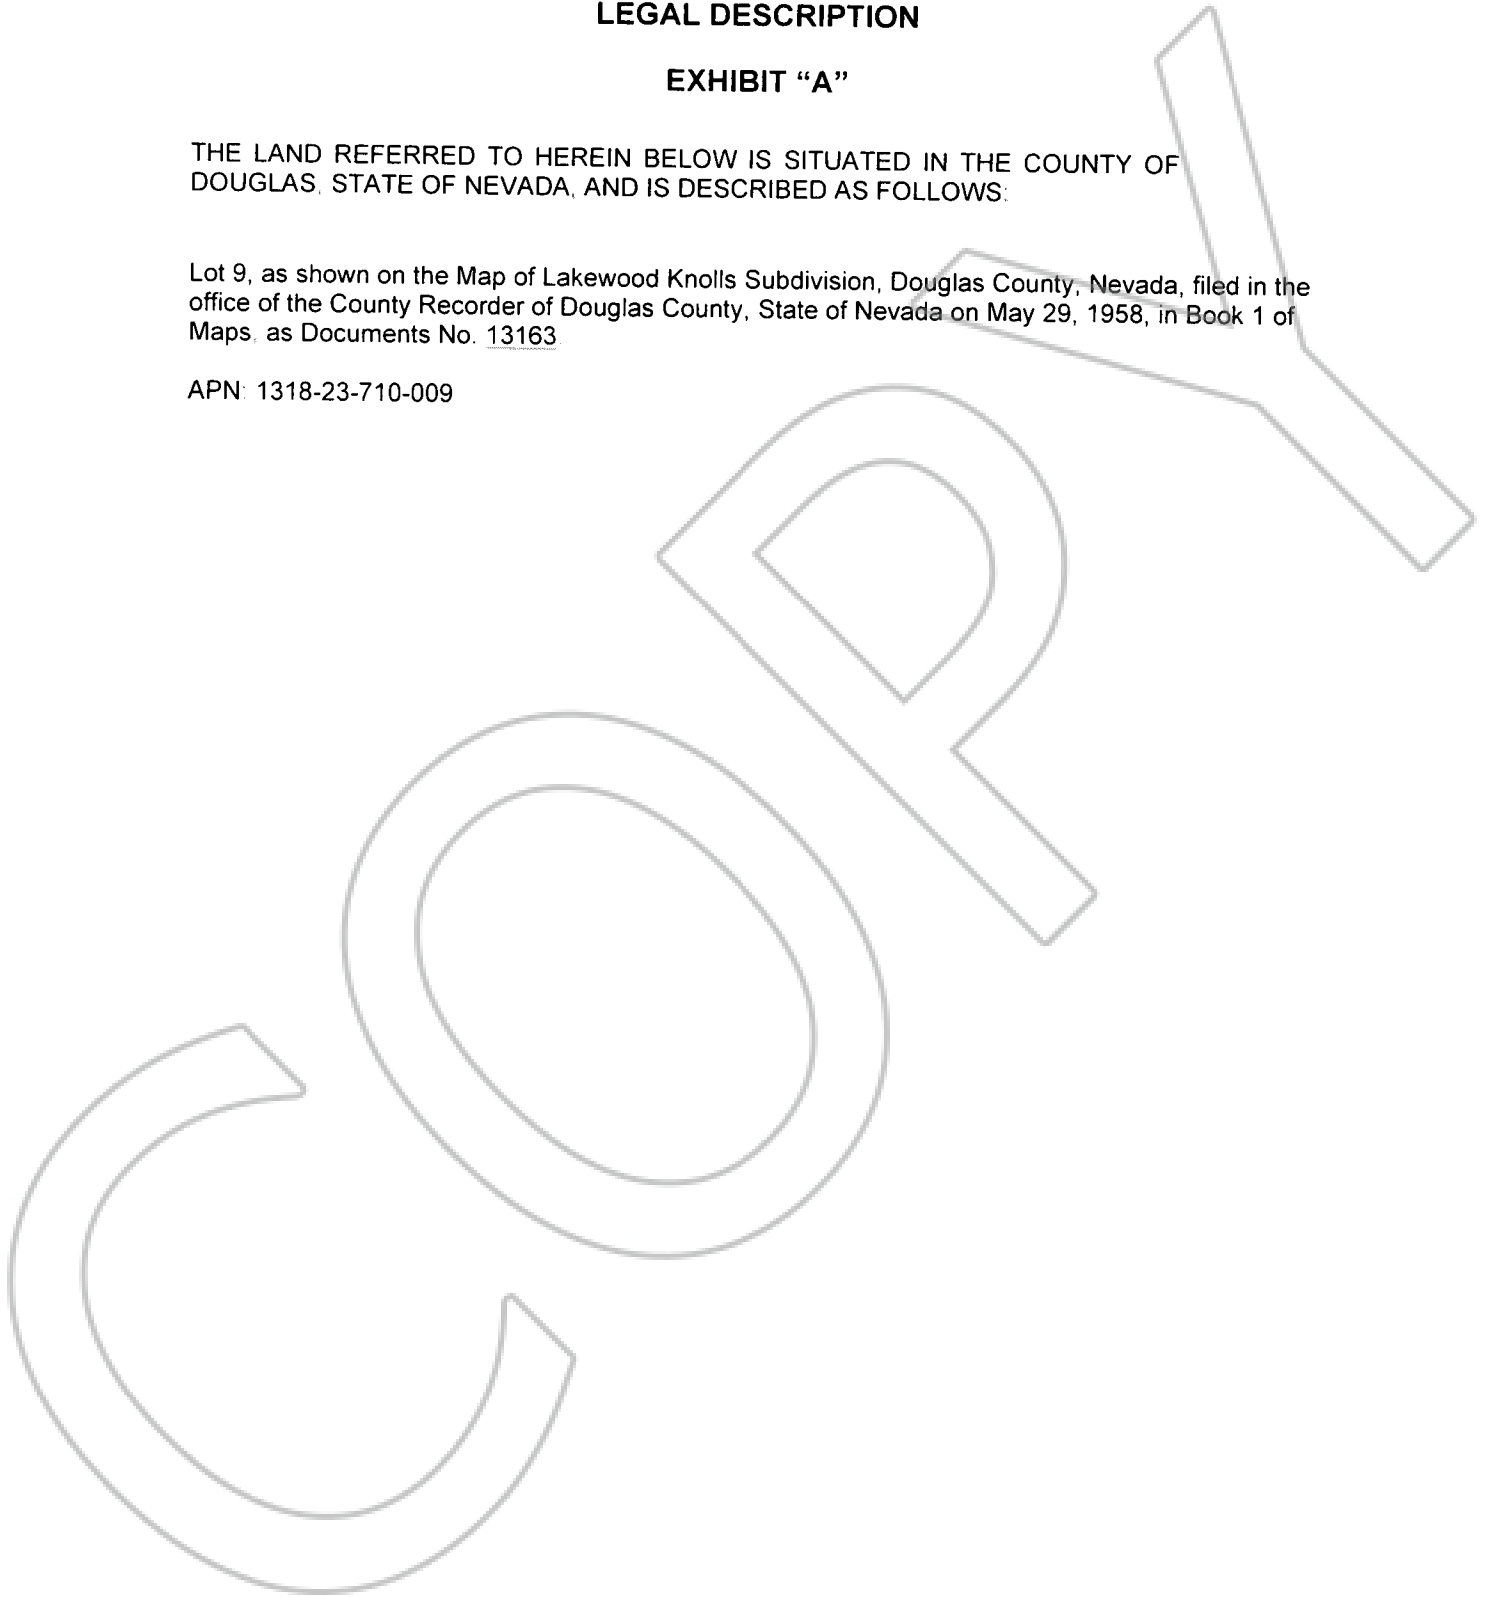 LEGAL DESCRIPTION
EXHIBIT “A”
THE LAND REFERRED TO HEREIN BELOW IS SITUATED IN THE COUNTY OF
DOUGLAS, STATE OF NEVADA, AND IS DESCRIBED AS FOLLOWS:
Lot 9, as shown on the Map of Lakewood Knolls Subdivision, Douglas County, Nevada, filed in the
office of the County Recorder of Douglas County, State of Nevada on May 29, 1958, in Book 1 of
Maps, as Documents No. 13163.
APN: 1318-23-710-009
COPY